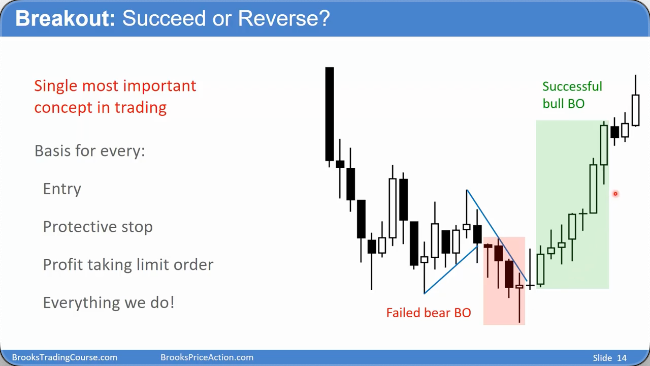 Breakout: Succeed or Reverse?
Single most important
concept in trading
Basis for every:
Entry
Protective stop
Profit taking limit order
Everything we do!
Successful
bull BO
Failed bear BO
BrooksTradingCourse.com
BrooksPriceAction.com
Slide 14